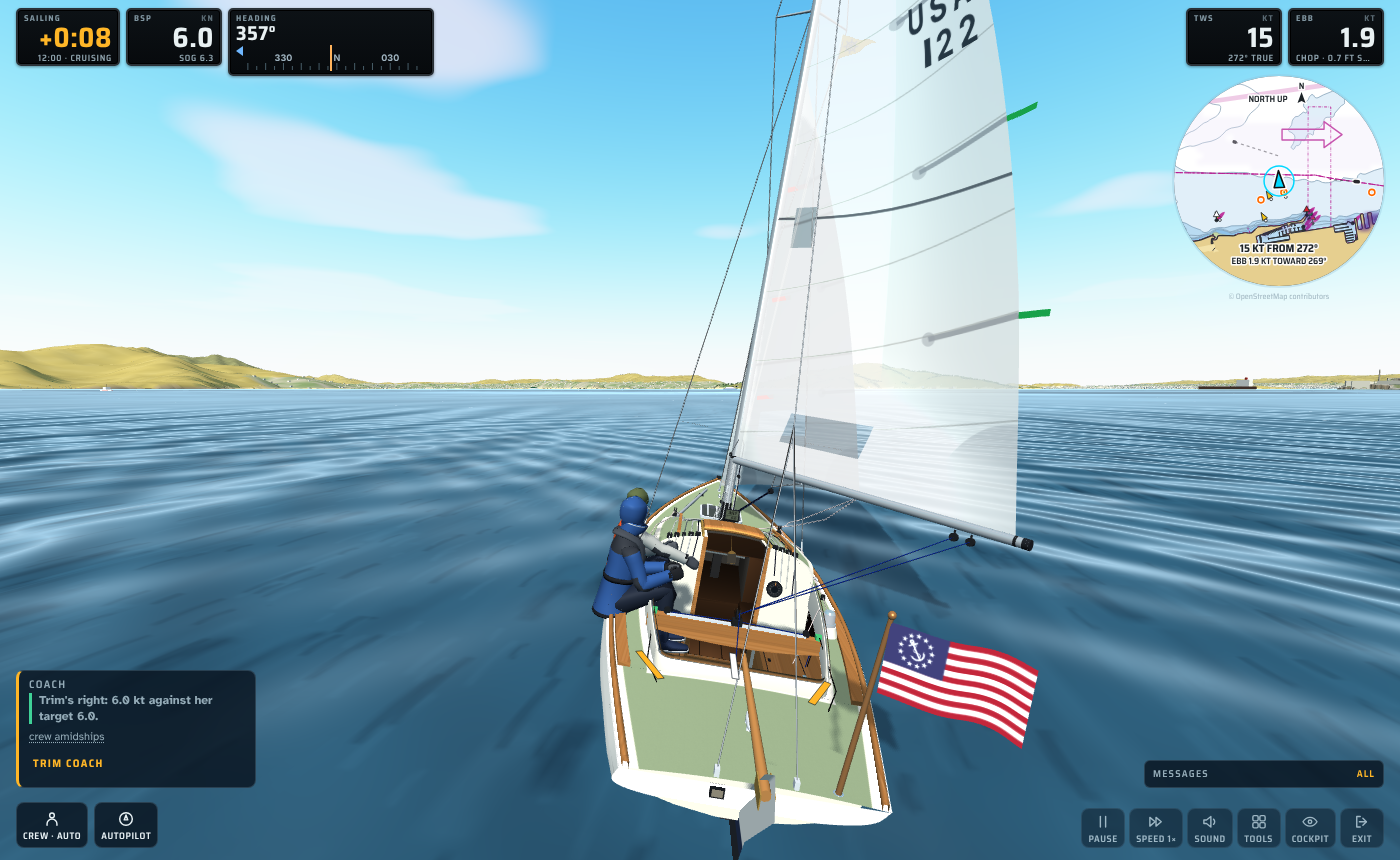 SAILING
+0:08
12:00 · CRUISING
BSP KN
6.0
SOG 6.3
HEADING
357°
330 N 030
TWS KT
15
272° TRUE
EBB KT
1.9
CHOP · 0.7 FT S...
USA
122
N
NORTH UP
15 KT FROM 272°
EBB 1.9 KT TOWARD 269°
© OpenStreetMap contributors
COACH
Trim's right: 6.0 kt against her
target 6.0.
crew amidships
TRIM COACH
MESSAGES ALL
CREW · AUTO
AUTOPILOT
PAUSE
SPEED 1×
SOUND
TOOLS
COCKPIT
EXIT